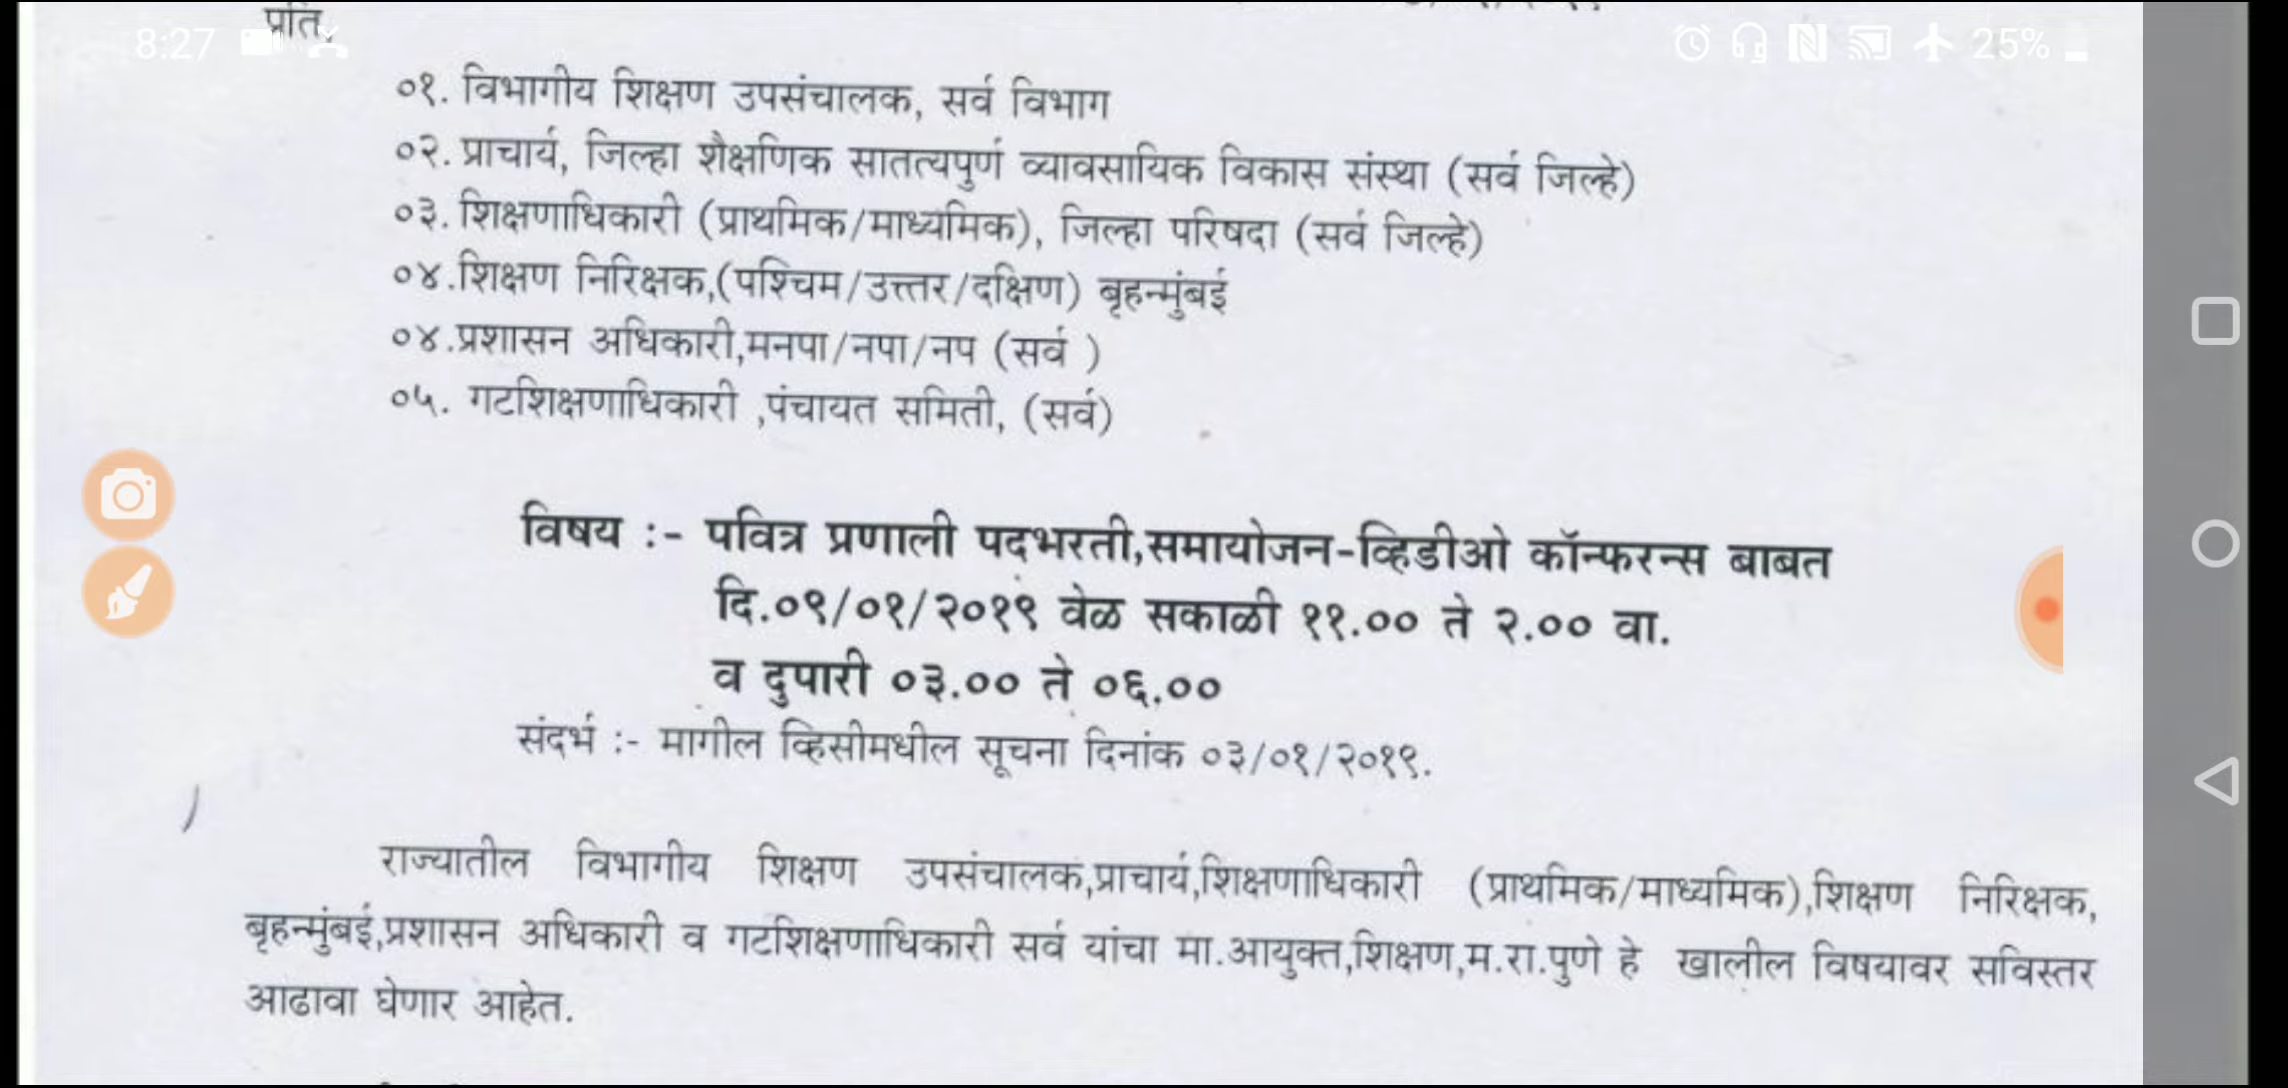 प्रति,
8:27
25%
०१. विभागीय शिक्षण उपसंचालक, सर्व विभाग
०२. प्राचार्य, जिल्हा शैक्षणिक सातत्यपुर्ण व्यावसायिक विकास संस्था (सर्व जिल्हे)
०३. शिक्षणाधिकारी (प्राथमिक/माध्यमिक), जिल्हा परिषदा (सर्व जिल्हे)
०४.शिक्षण निरिक्षक,(पश्चिम/उत्तर/दक्षिण) बृहन्मुंबई
०४.प्रशासन अधिकारी,मनपा/नपा/नप (सर्व )
०५. गटशिक्षणाधिकारी ,पंचायत समिती, (सर्व)
विषय :- पवित्र प्रणाली पदभरती,समायोजन-व्हिडीओ कॉन्फरन्स बाबत
दि.०९/०१/२०१९ वेळ सकाळी ११.०० ते २.०० वा.
व दुपारी ०३.०० ते ०६.००
संदर्भ :- मागील व्हिसीमधील सूचना दिनांक ०३/०१/२०१९.
राज्यातील विभागीय शिक्षण उपसंचालक,प्राचार्य,शिक्षणाधिकारी (प्राथमिक/माध्यमिक),शिक्षण निरिक्षक,
बृहन्मुंबई,प्रशासन अधिकारी व गटशिक्षणाधिकारी सर्व यांचा मा.आयुक्त,शिक्षण,म.रा.पुणे हे खालील विषयावर सविस्तर
आढावा घेणार आहेत.